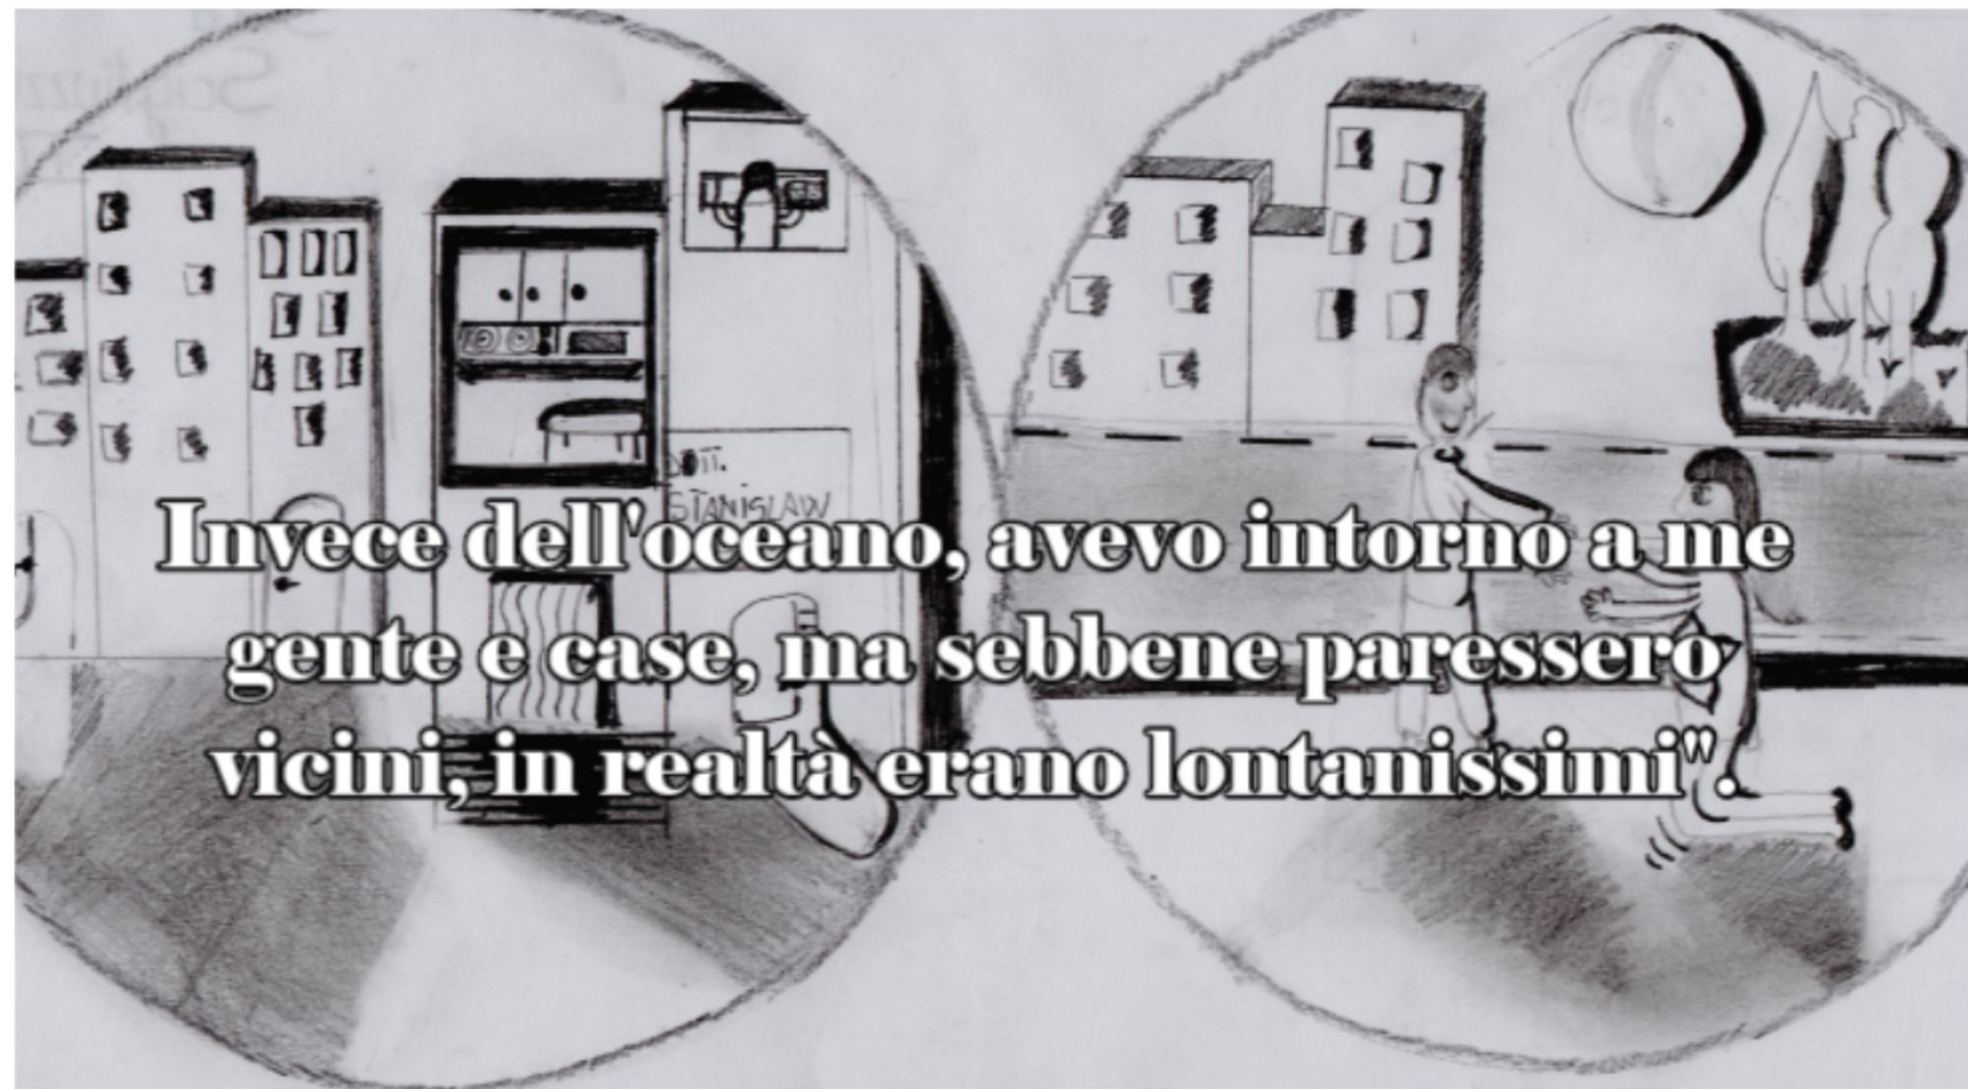 DOTT.
STANISLAW
Invece dell'oceano, avevo intorno a me
gente e case, ma sebbene paressero
vicini, in realtà erano lontanissimi".